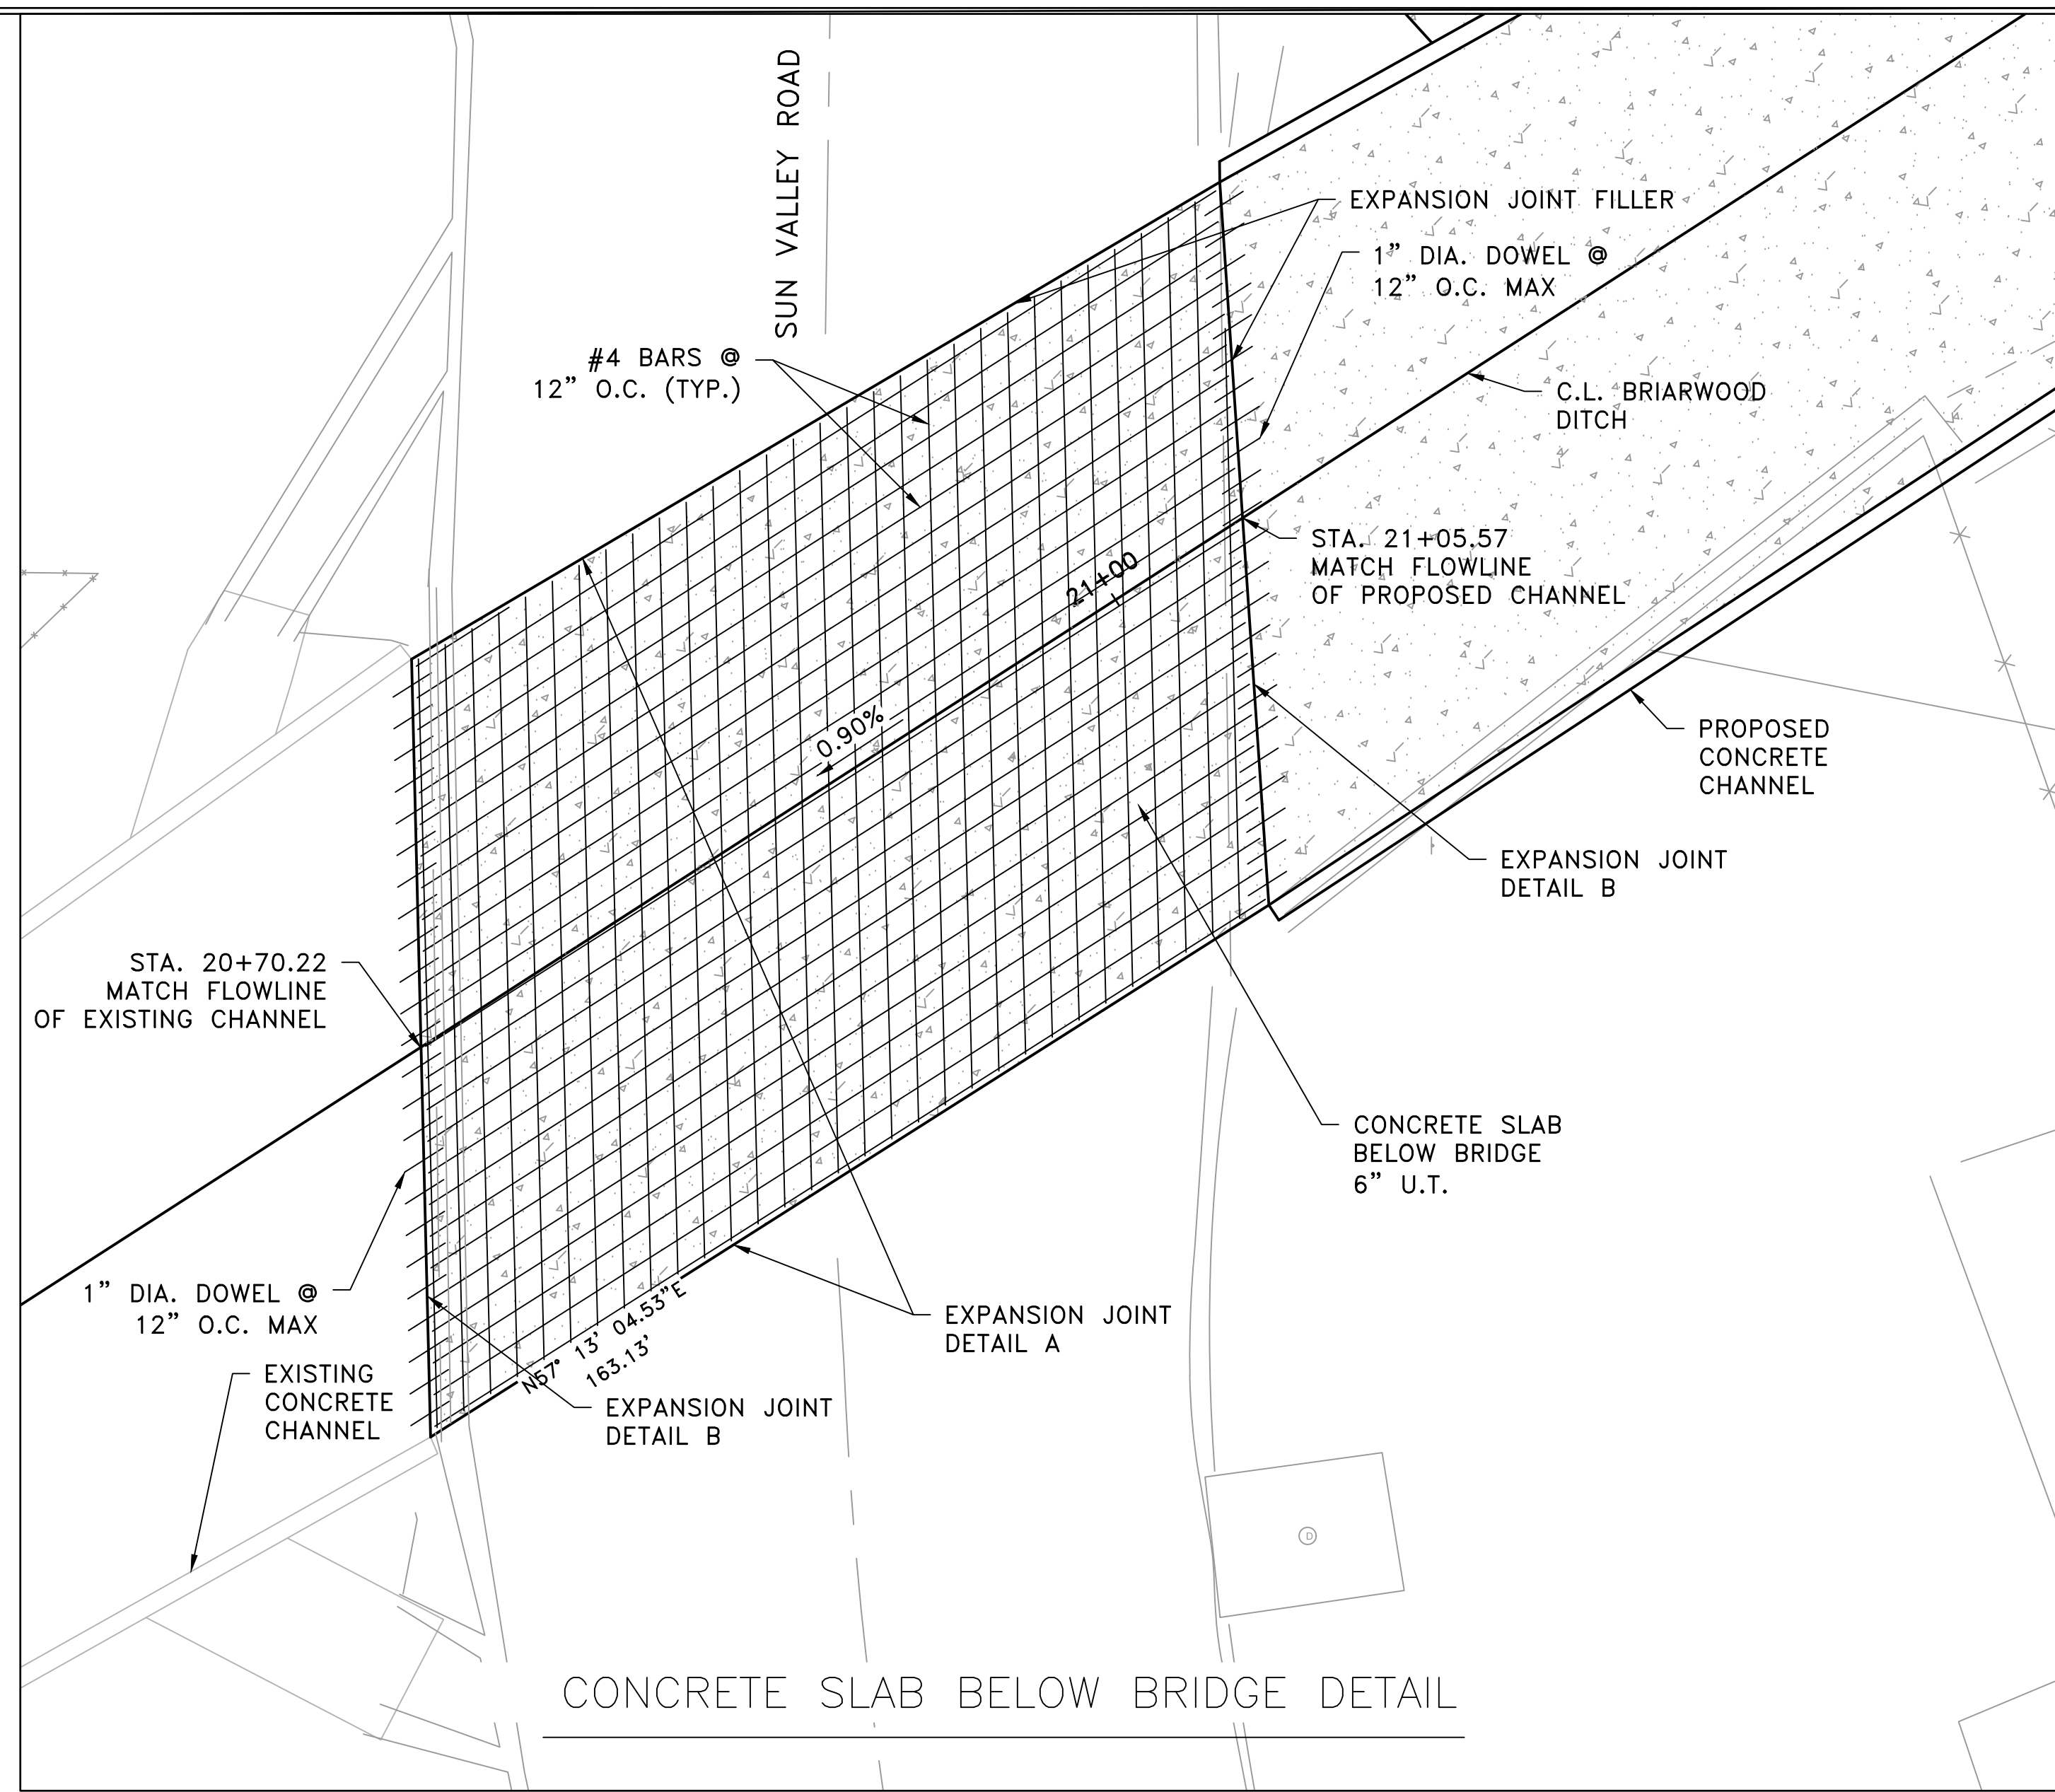 SUN VALLEY ROAD
EXPANSION JOINT FILLER
1” DIA. DOWEL @
12” O.C. MAX
#4 BARS @
12” O.C. (TYP.)
C.L. BRIARWOOD
DITCH
STA. 21+05.57
MATCH FLOWLINE
OF PROPOSED CHANNEL
21+00
0.90%
PROPOSED
CONCRETE
CHANNEL
EXPANSION JOINT
DETAIL B
STA. 20+70.22
MATCH FLOWLINE
OF EXISTING CHANNEL
CONCRETE SLAB
BELOW BRIDGE
6” U.T.
1” DIA. DOWEL @
12” O.C. MAX
EXPANSION JOINT
DETAIL A
N57° 13’ 04.53”E
163.13’
EXISTING
CONCRETE
CHANNEL
EXPANSION JOINT
DETAIL B
D
CONCRETE SLAB BELOW BRIDGE DETAIL